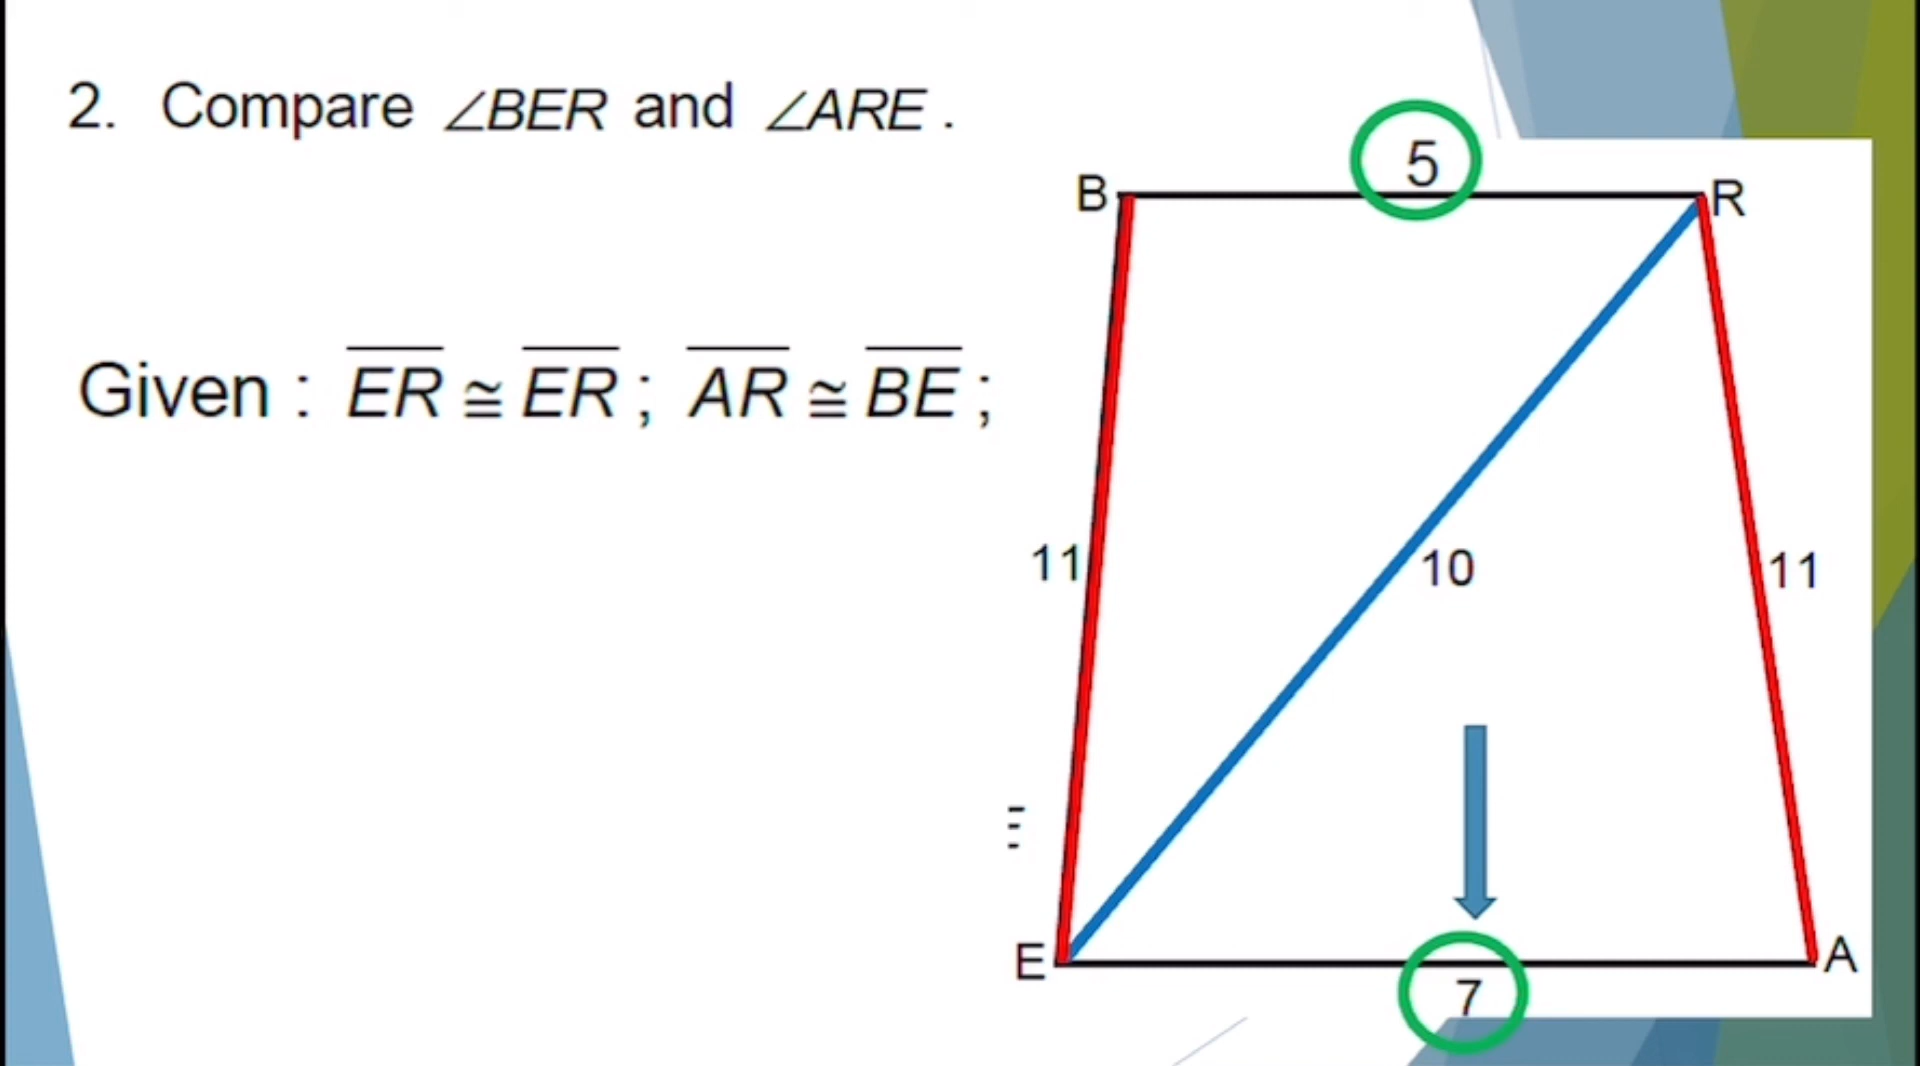 2. Compare ∠BER and ∠ARE.
Given : ER ≅ ER ; AR ≅ BE ;
5
B
R
11
10
11
E
A
7